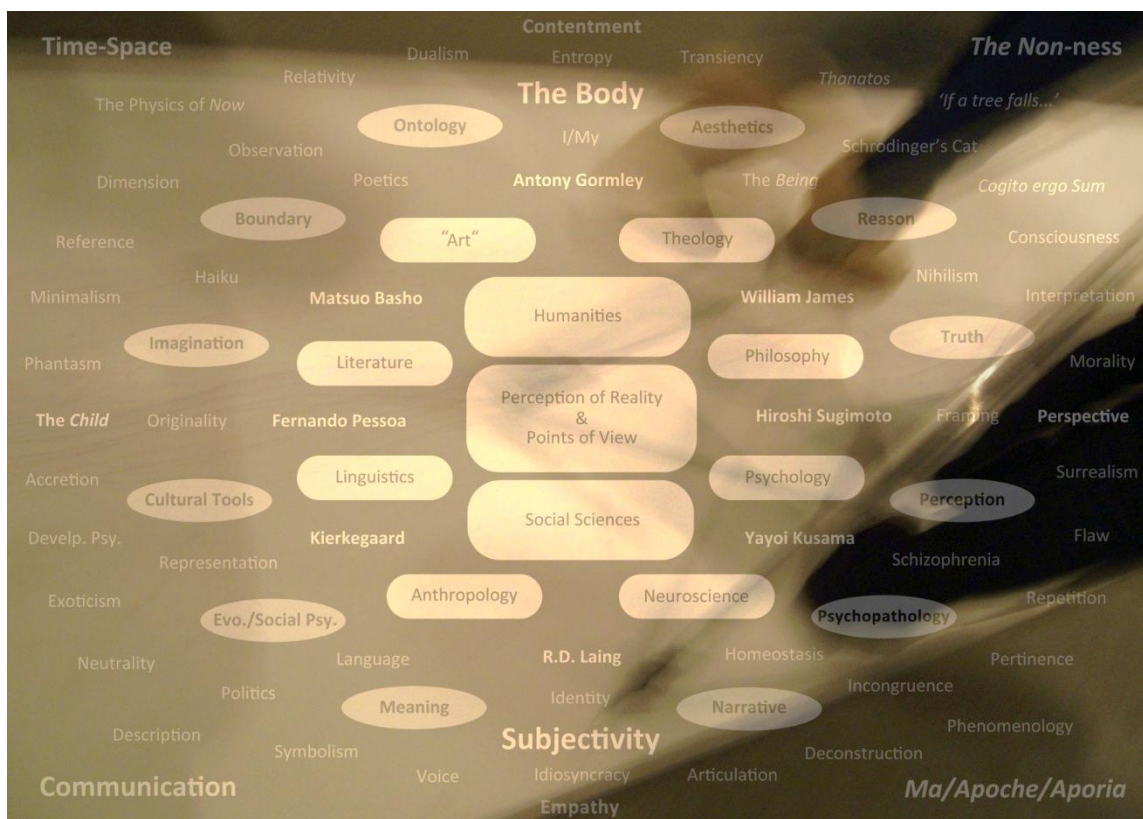 Contentment
Time-Space
The Non-ness
Dualism
Entropy
Transiency
Relativity
Thanatos
The Body
The Physics of Now
'If a tree falls...'
Ontology
I/My
Aesthetics
Observation
Schrodinger's Cat
Dimension
Poetics
Antony Gormley
The Being
Cogito ergo Sum
Boundary
Reason
Reference
"Art"
Theology
Consciousness
Haiku
Nihilism
Minimalism
Matsuo Basho
William James
Interpretation
Humanities
Imagination
Truth
Phantasm
Literature
Philosophy
Morality
Perception of Reality
&
Points of View
The Child
Originality
Fernando Pessoa
Hiroshi Sugimoto
Framing
Perspective
Accretion
Linguistics
Psychology
Surrealism
Cultural Tools
Perception
Social Sciences
Develp. Psy.
Kierkegaard
Yayoi Kusama
Flaw
Representation
Schizophrenia
Exoticism
Anthropology
Neuroscience
Repetition
Evo./Social Psy.
Psychopathology
Neutrality
Language
R.D. Laing
Homeostasis
Pertinence
Politics
Identity
Incongruence
Meaning
Narrative
Description
Phenomenology
Symbolism
Subjectivity
Deconstruction
Voice
Idiosyncracy
Articulation
Communication
Ma/Apoche/Aporia
Empathy